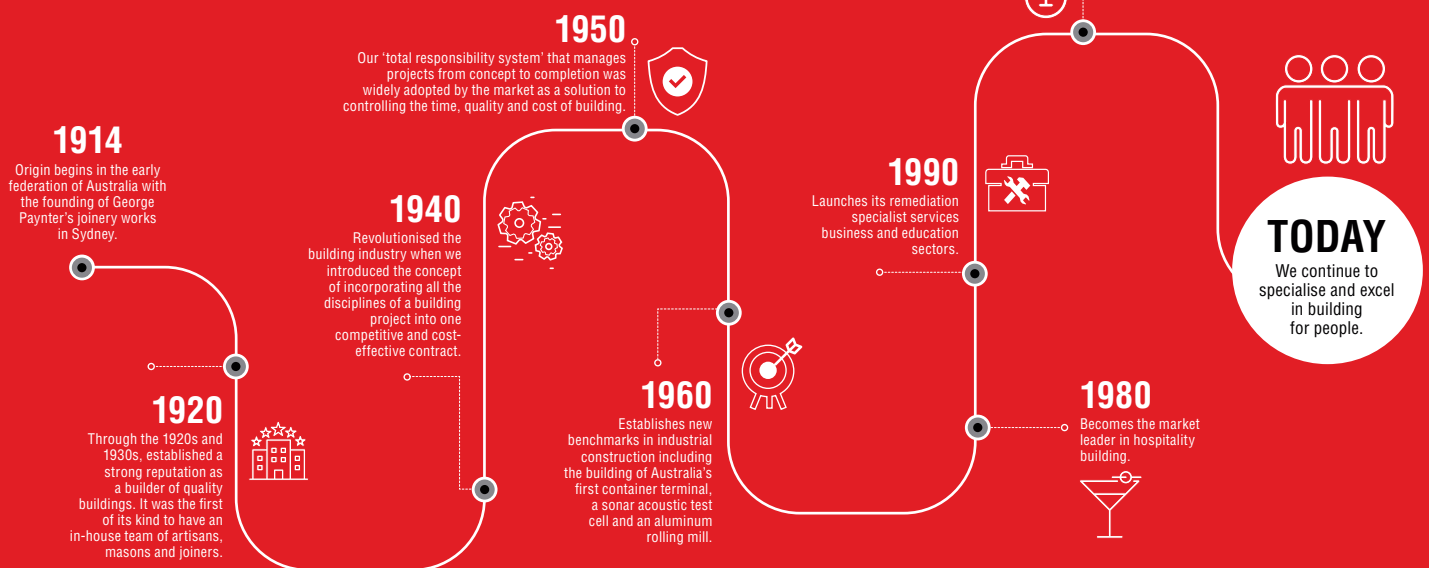 1914
Origin begins in the early
federation of Australia with
the founding of George
Paynter's joinery works
in Sydney.
1920
Through the 1920s and
1930s, established a
strong reputation as
a builder of quality
buildings. It was the first
of its kind to have an
in-house team of artisans,
masons and joiners.
1940
Revolutionised the
building industry when we
introduced the concept
of incorporating all the
disciplines of a building
project into one
competitive and cost-
effective contract.
1950
Our ‘total responsibility system’ that manages
projects from concept to completion was
widely adopted by the market as a solution to
controlling the time, quality and cost of building.
1960
Establishes new
benchmarks in industrial
construction including
the building of Australia's
first container terminal,
a sonar acoustic test
cell and an aluminum
rolling mill.
1980
Becomes the market
leader in hospitality
building.
1990
Launches its remediation
specialist services
business and education
sectors.
1
TODAY
We continue to
specialise and excel
in building
for people.